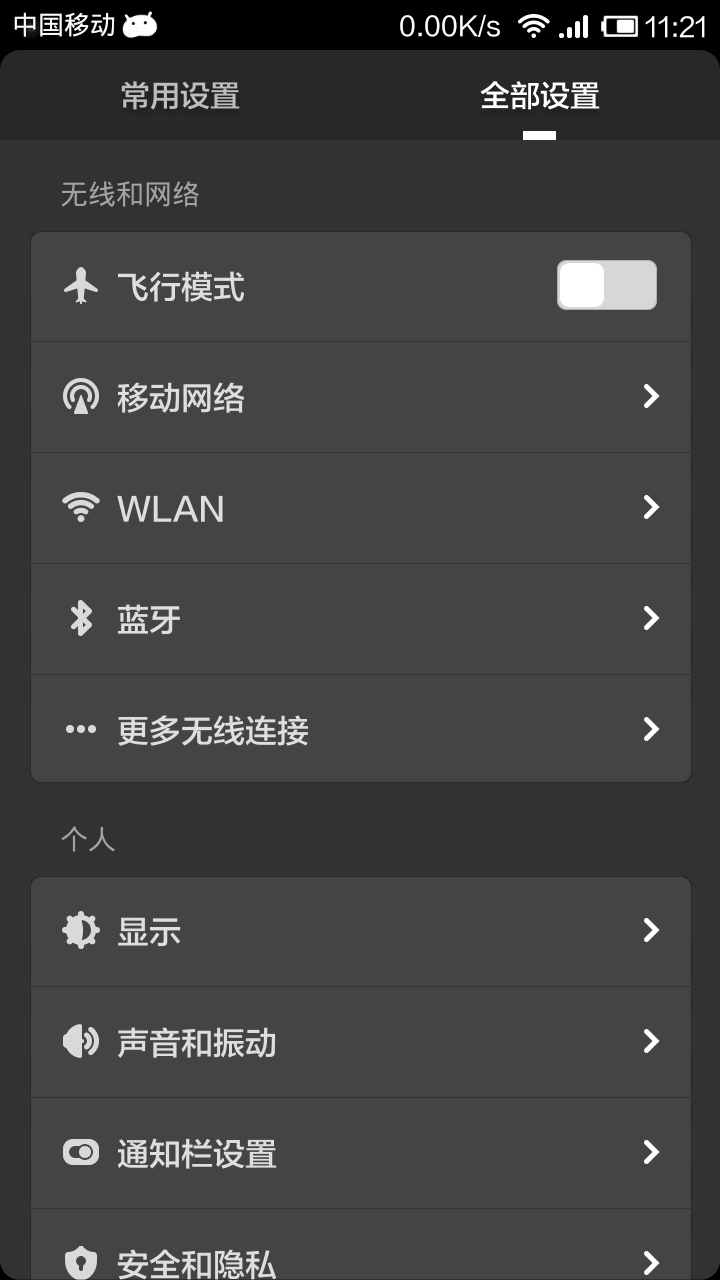 中国移动 0.00K/s 11:21
常用设置 全部设置
无线和网络
飞行模式
移动网络
WLAN
蓝牙
更多无线连接
个人
显示
声音和振动
通知栏设置
安全和隐私